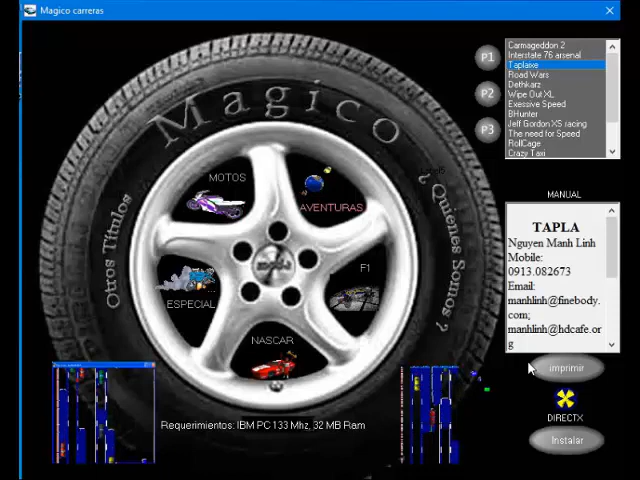 Magico carreras
Magico
Otros Titulos
¿ Quienes Somos ?
MOTOS
AVENTURAS
ESPECIAL
F1
NASCAR
Requerimientos: IBM PC 133 Mhz, 32 MB Ram
P1
P2
P3
Carmageddon 2
Interstate 76 arsenal
Taplaixe
Road Wars
Dethkarz
Wipe Out XL
Exessive Speed
BHunter
Jeff Gordon XS racing
The need for Speed
RollCage
Crazy Taxi
MANUAL
TAPLA
Nguyen Manh Linh
Mobile:
0913.082673
Email:
manhlinh@finebody.
com;
manhlinh@hdcafe.or
g
imprimir
DIRECTX
Instalar